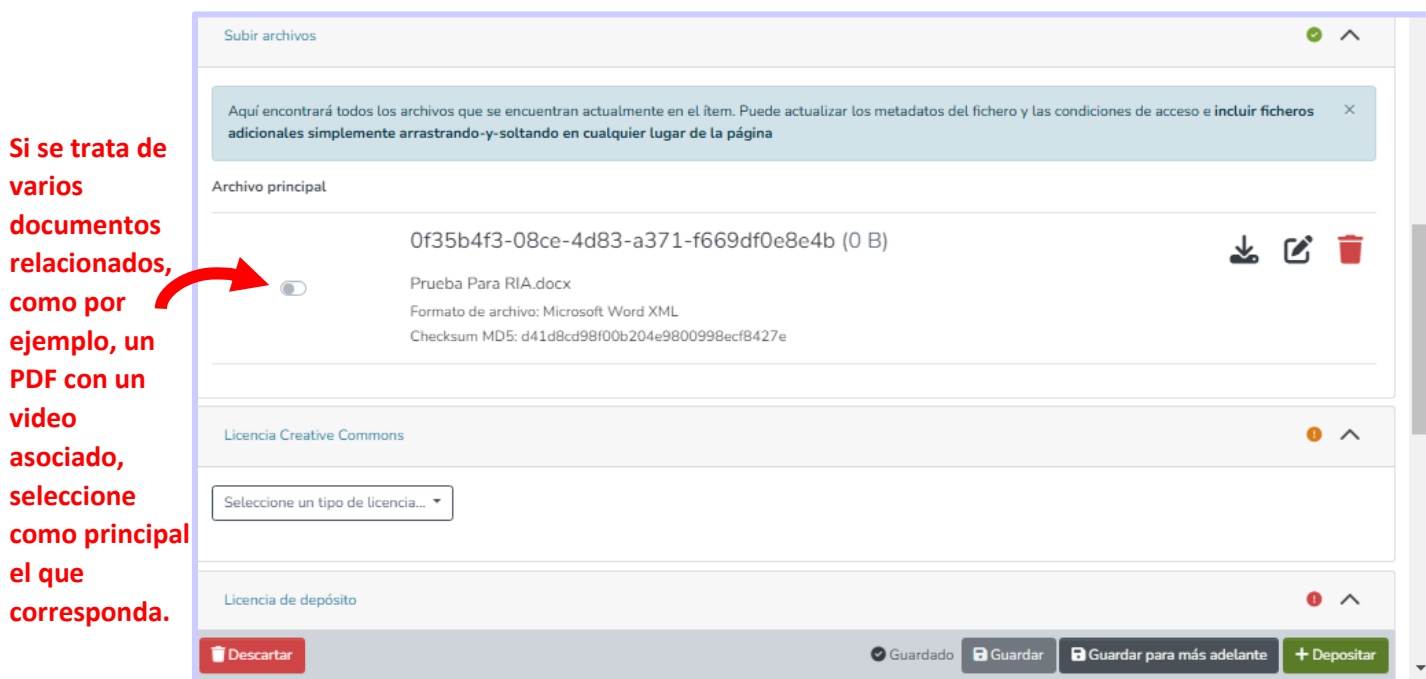 Subir archivos
Aquí encontrará todos los archivos que se encuentran actualmente en el ítem. Puede actualizar los metadatos del fichero y las condiciones de acceso e incluir ficheros
adicionales simplemente arrastrando-y-soltando en cualquier lugar de la página
Si se trata de
varios
documentos
relacionados,
como por
ejemplo, un
PDF con un
video
asociado,
seleccione
como principal
el que
corresponda.
Archivo principal
0f35b4f3-08ce-4d83-a371-f669df0e8e4b (0 B)
Prueba Para RIA.docx
Formato de archivo: Microsoft Word XML
Checksum MD5: d41d8cd98f00b204e9800998ecf8427e
Licencia Creative Commons
Seleccione un tipo de licencia...
Licencia de depósito
Descartar
Guardado
Guardar
Guardar para más adelante
+ Depositar